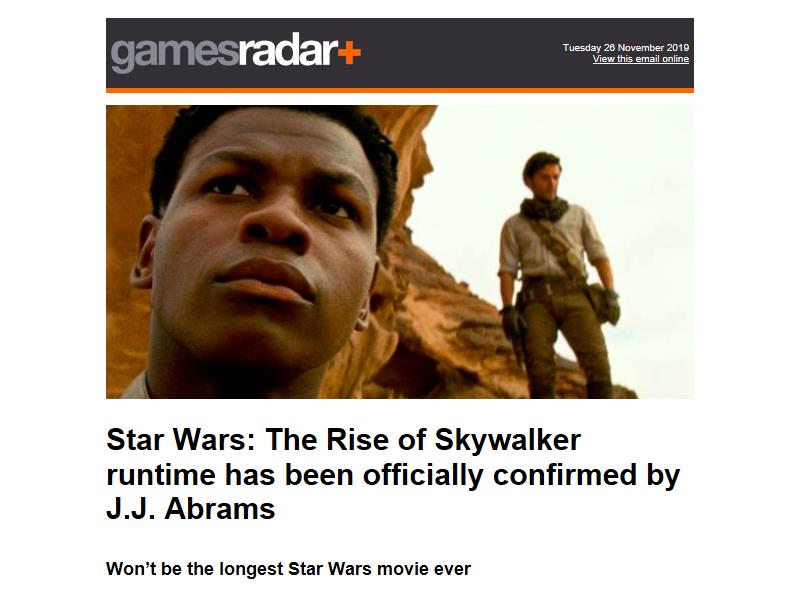 gamesradar+
Tuesday 26 November 2019
View this email online
Star Wars: The Rise of Skywalker
runtime has been officially confirmed by
J.J. Abrams
Won’t be the longest Star Wars movie ever